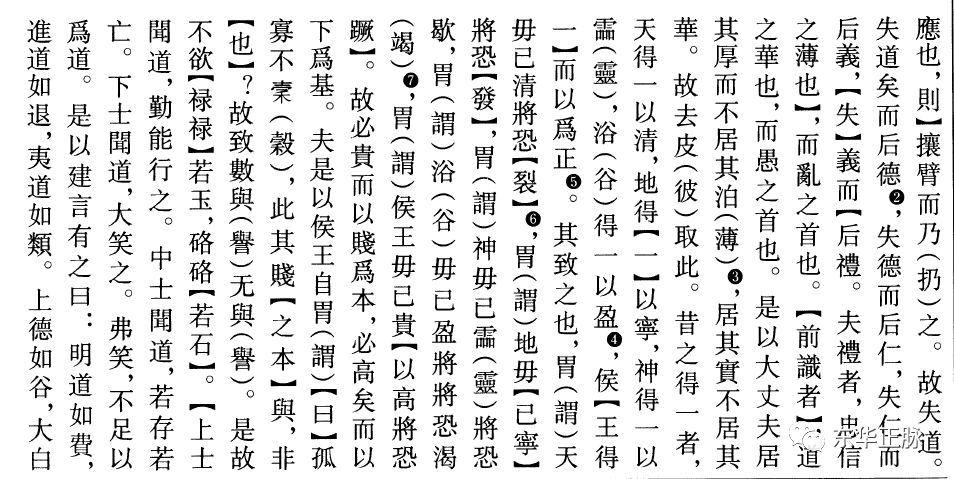 應也，則】攘臂而乃（扔）之。故失道。
失道矣而后德❷，失德而后仁，失仁而
后義，【失】義而【后禮。夫禮者，忠信
之薄也】，而亂之首也。【前識者】，道
之華也，而愚之首也。是以大丈夫居
其厚而不居其泊（薄）❸，居其實不居其
華。故去皮（彼）取此。昔之得一者，
天得一以清，地得【一】以寧，神得一以
霝（靈），浴（谷）得一以盈❹，侯【王得
一】而以爲正❺。其致之也，胃（謂）天
毋已清將恐【裂】❻，胃（謂）地毋【已寧】
將恐【發】，胃（謂）神毋已霝（靈）將恐
歇，胃（謂）浴（谷）毋已盈將將恐渴
（竭）❼，胃（謂）侯王毋已貴【以高將恐
蹶】。故必貴而以賤爲本，必高矣而以
下爲基。夫是以侯王自胃（謂）【曰】孤
寡不（穀），此其賤【之本】與，非
【也】？故致數與（譽）无與（譽）。是故
不欲【禄禄】若玉，硌硌【若石】。【上士
聞道，勤能行之。中士聞道，若存若
亡。下士聞道，大笑之。弗笑，不足以
爲道。是以建言有之曰：明道如費，
進道如退，夷道如類。上德如谷，大白
东华正脉